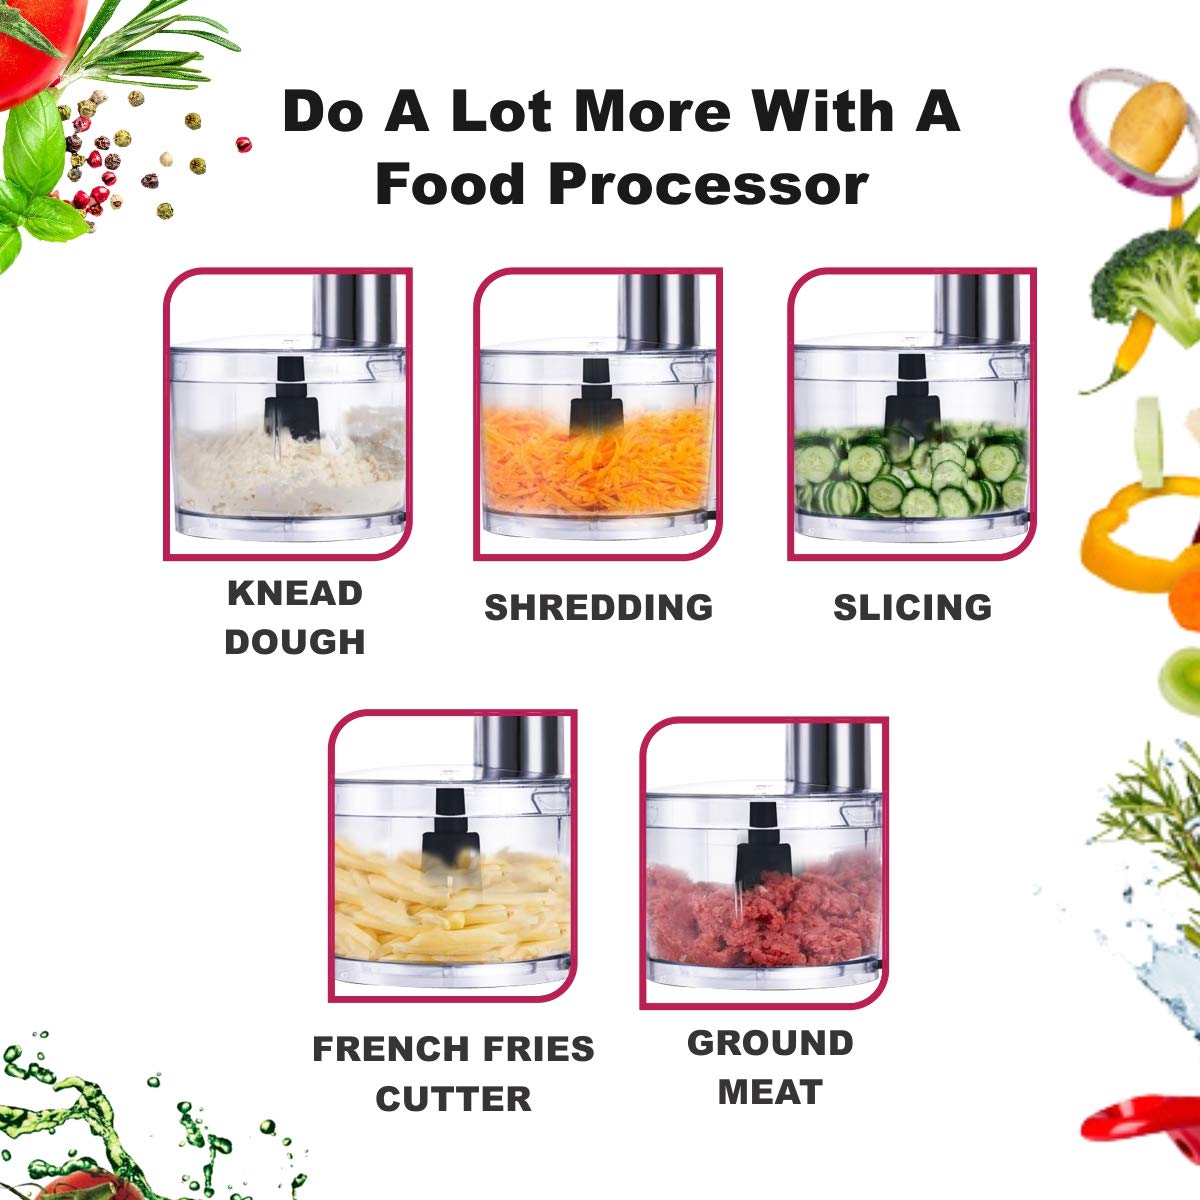 Do A Lot More With A
Food Processor
KNEAD
DOUGH
SHREDDING
SLICING
FRENCH FRIES
CUTTER
GROUND
MEAT